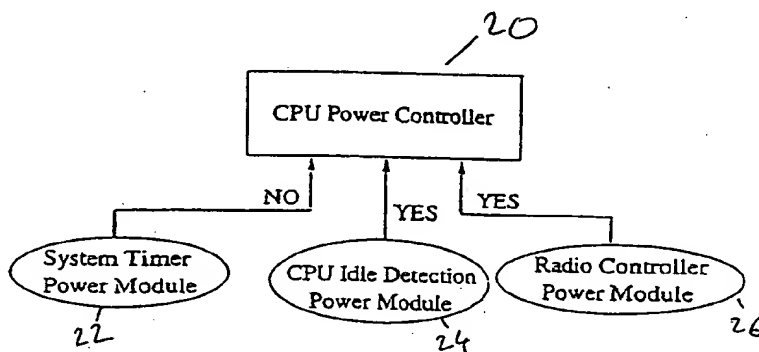 20
CPU Power Controller
NO
YES
YES
System Timer
Power Module
CPU Idle Detection
Power Module
Radio Controller
Power Module
22
24
26